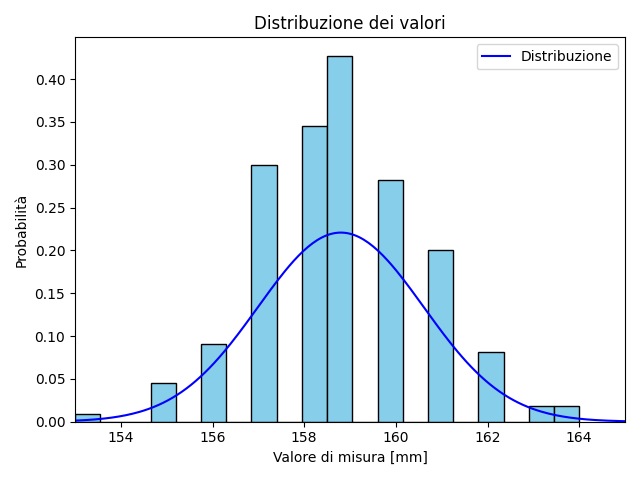 Distribuzione dei valori
Distribuzione
0.40
0.35
0.30
0.25
0.20
0.15
0.10
0.05
0.00
Probabilità
154 156 158 160 162 164
Valore di misura [mm]